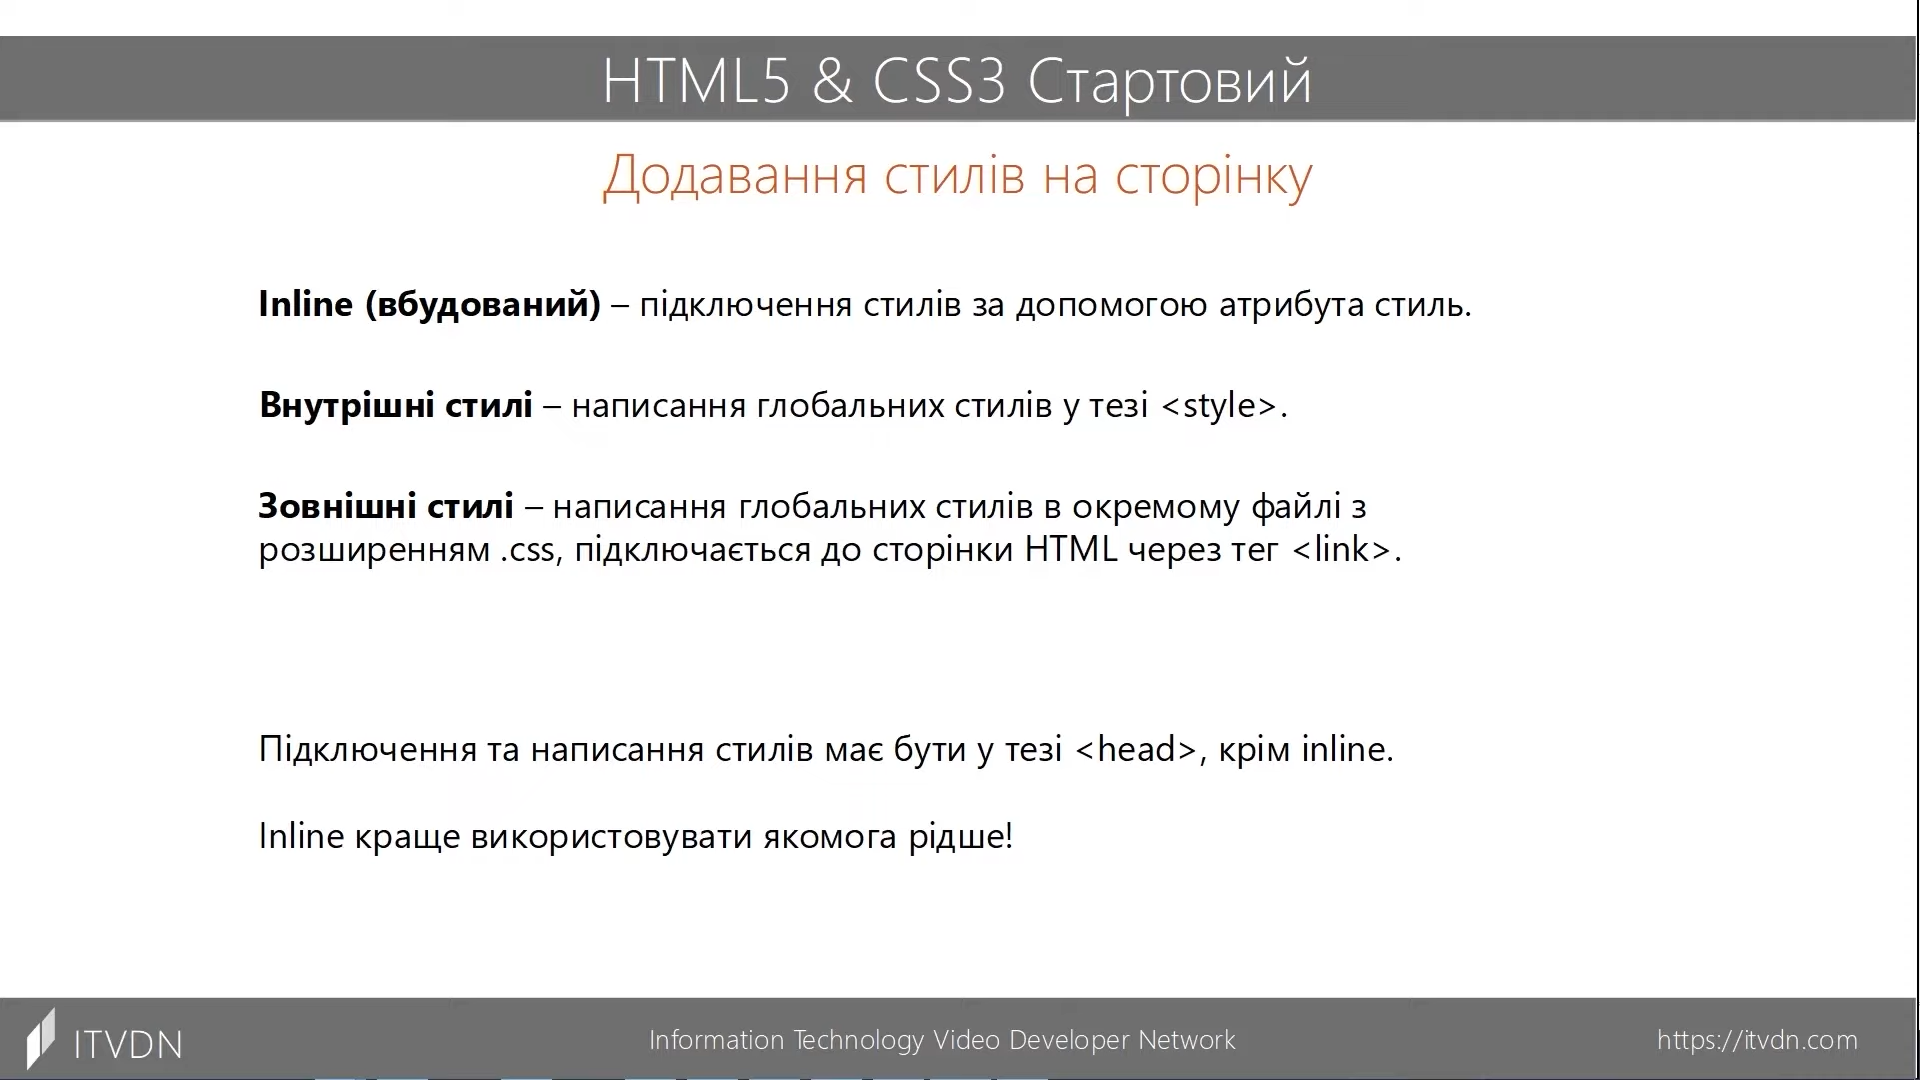 HTML5 & CSS3 Стартовий
Додавання стилів на сторінку
Inline (вбудований) – підключення стилів за допомогою атрибута стиль.
Внутрішні стилі – написання глобальних стилів у тезі <style>.
Зовнішні стилі – написання глобальних стилів в окремому файлі з
розширенням .css, підключається до сторінки HTML через тег <link>.
Підключення та написання стилів має бути у тезі <head>, крім inline.
Inline краще використовувати якомога рідше!
ITVDN
Information Technology Video Developer Network
https://itvdn.com